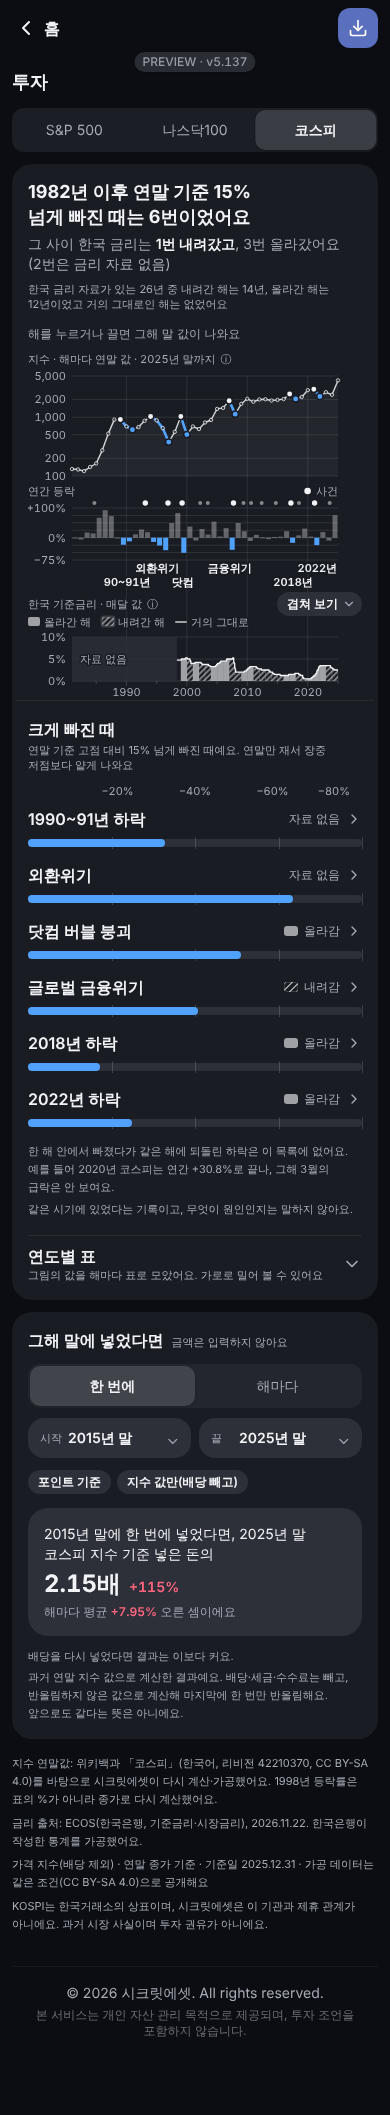 홈
PREVIEW · v5.137
투자
S&P 500 나스닥100 코스피
1982년 이후 연말 기준 15%
넘게 빠진 때는 6번이었어요
그 사이 한국 금리는 1번 내려갔고, 3번 올라갔어요
(2번은 금리 자료 없음)
한국 금리 자료가 있는 26년 중 내려간 해는 14년, 올라간 해는
12년이었고 거의 그대로인 해는 없었어요
해를 누르거나 끌면 그해 말 값이 나와요
지수 · 해마다 연말 값 · 2025년 말까지 ⓘ
5,000
2,000
1,000
500
200
100
연간 등락 사건
+100%
0%
−75%
외환위기 금융위기 2022년
90~91년 닷컴 2018년
한국 기준금리 · 매달 값 ⓘ 겹쳐 보기
올라간 해 내려간 해 거의 그대로
10%
5% 자료 없음
0%
1990 2000 2010 2020
크게 빠진 때
연말 기준 고점 대비 15% 넘게 빠진 때예요. 연말만 재서 장중
저점보다 얕게 나와요
−20% −40% −60% −80%
1990~91년 하락 자료 없음
외환위기 자료 없음
닷컴 버블 붕괴 올라감
글로벌 금융위기 내려감
2018년 하락 올라감
2022년 하락 올라감
한 해 안에서 빠졌다가 같은 해에 되돌린 하락은 이 목록에 없어요.
예를 들어 2020년 코스피는 연간 +30.8%로 끝나, 그해 3월의
급락은 안 보여요.
같은 시기에 있었다는 기록이고, 무엇이 원인인지는 말하지 않아요.
연도별 표
그림의 값을 해마다 표로 모았어요. 가로로 밀어 볼 수 있어요
그해 말에 넣었다면 금액은 입력하지 않아요
한 번에 해마다
시작 2015년 말 끝 2025년 말
포인트 기준 지수 값만(배당 빼고)
2015년 말에 한 번에 넣었다면, 2025년 말
코스피 지수 기준 넣은 돈의
2.15배 +115%
해마다 평균 +7.95% 오른 셈이에요
배당을 다시 넣었다면 결과는 이보다 커요.
과거 연말 지수 값으로 계산한 결과예요. 배당·세금·수수료는 빼고,
반올림하지 않은 값으로 계산해 마지막에 한 번만 반올림해요.
앞으로도 같다는 뜻은 아니에요.
지수 연말값: 위키백과 「코스피」(한국어, 리비전 42210370, CC BY-SA
4.0)를 바탕으로 시크릿에셋이 다시 계산·가공했어요. 1998년 등락률은
표의 %가 아니라 종가로 다시 계산했어요.
금리 출처: ECOS(한국은행, 기준금리·시장금리), 2026.11.22. 한국은행이
작성한 통계를 가공했어요.
가격 지수(배당 제외) · 연말 종가 기준 · 기준일 2025.12.31 · 가공 데이터는
같은 조건(CC BY-SA 4.0)으로 공개해요
KOSPI는 한국거래소의 상표이며, 시크릿에셋은 이 기관과 제휴 관계가
아니에요. 과거 시장 사실이며 투자 권유가 아니에요.
© 2026 시크릿에셋. All rights reserved.
본 서비스는 개인 자산 관리 목적으로 제공되며, 투자 조언을
포함하지 않습니다.